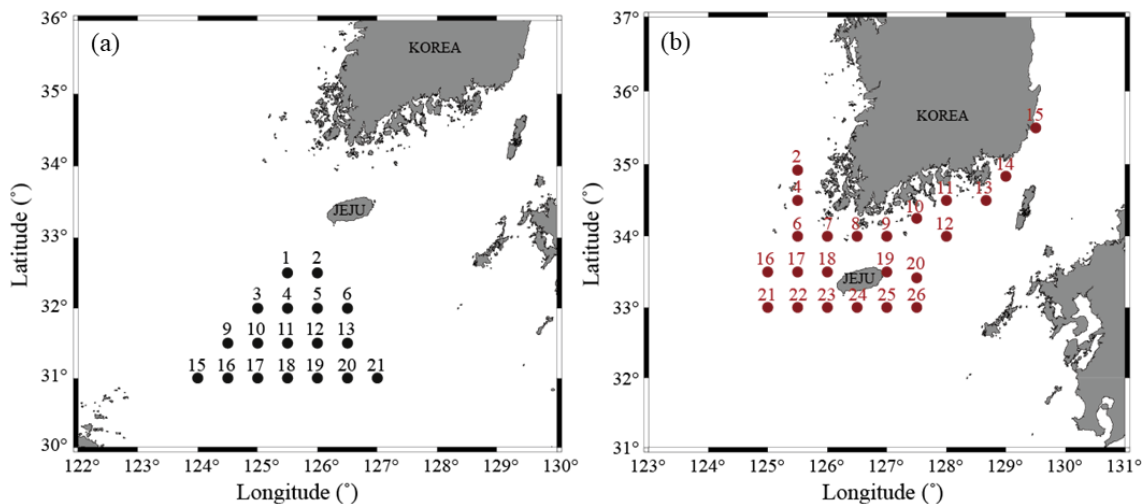 (a)
36°
35°
34°
33°
32°
31°
30°
Latitude (°)
KOREA
JEJU
1 2
3 4 5 6
9 10 11 12 13
15 16 17 18 19 20 21
122° 123° 124° 125° 126° 127° 128° 129° 130°
Longitude (°)
(b)
37°
36°
35°
34°
33°
32°
31°
Latitude (°)
KOREA
15
2 14
4 11 13
10
6 7 8 9 12
16 17 18 19 20
JEJU
21 22 23 24 25 26
123° 124° 125° 126° 127° 128° 129° 130° 131°
Longitude (°)